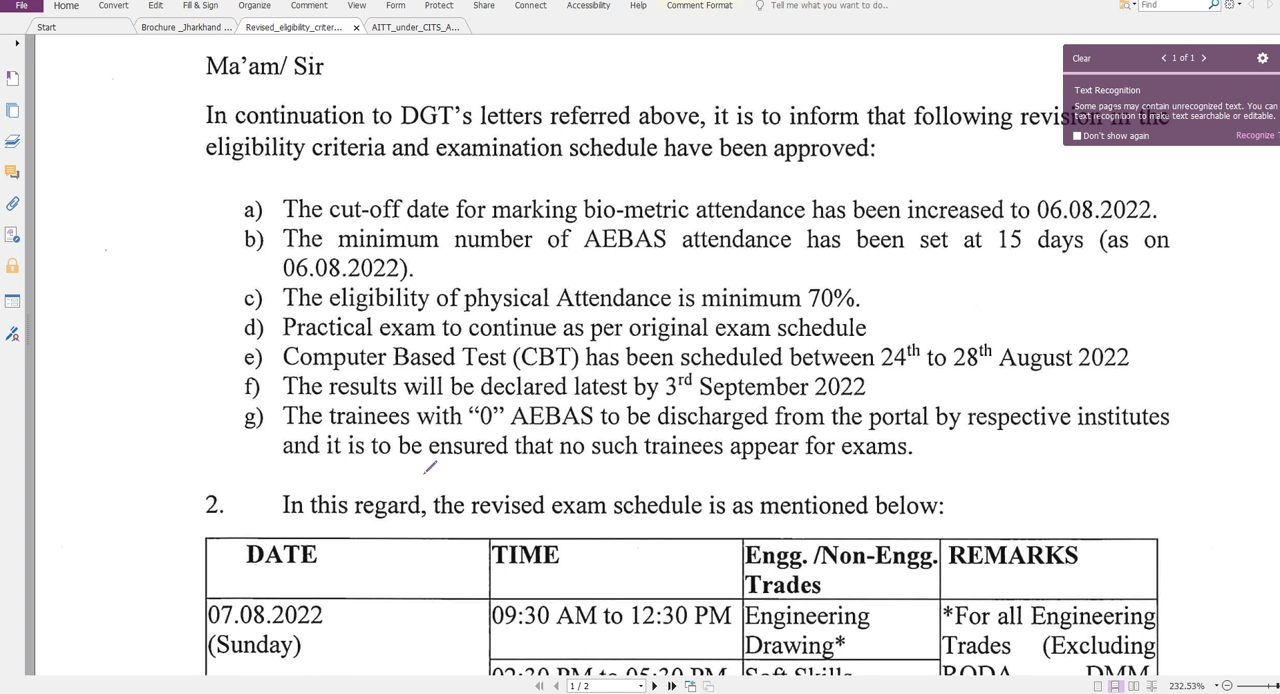 File Home Convert Edit Fill & Sign Organize Comment View Form Protect Share Connect Accessibility Help Comment Format Tell me what you want to do.. Find
Start Brochure _Jharkhand ... Revised_eligibility_criter... × AITT_under_CITS_A...
Ma'am/ Sir
Clear 1 of 1
Text Recognition
Some pages may contain unrecognized text. You can
text recognition to make text searchable or editable.
Don't show again Recognize
In continuation to DGT's letters referred above, it is to inform that following revision in the
eligibility criteria and examination schedule have been approved:
a) The cut-off date for marking bio-metric attendance has been increased to 06.08.2022.
b) The minimum number of AEBAS attendance has been set at 15 days (as on
06.08.2022).
c) The eligibility of physical Attendance is minimum 70%.
d) Practical exam to continue as per original exam schedule
e) Computer Based Test (CBT) has been scheduled between 24th to 28th August 2022
f) The results will be declared latest by 3rd September 2022
g) The trainees with "0" AEBAS to be discharged from the portal by respective institutes
and it is to be ensured that no such trainees appear for exams.
2. In this regard, the revised exam schedule is as mentioned below:
DATE TIME Engg. /Non-Engg. REMARKS
Trades
07.08.2022 09:30 AM to 12:30 PM Engineering *For all Engineering
(Sunday) Drawing* Trades (Excluding
02:30 PM to 05:30 PM Soft Skills
1 / 2 232.53%